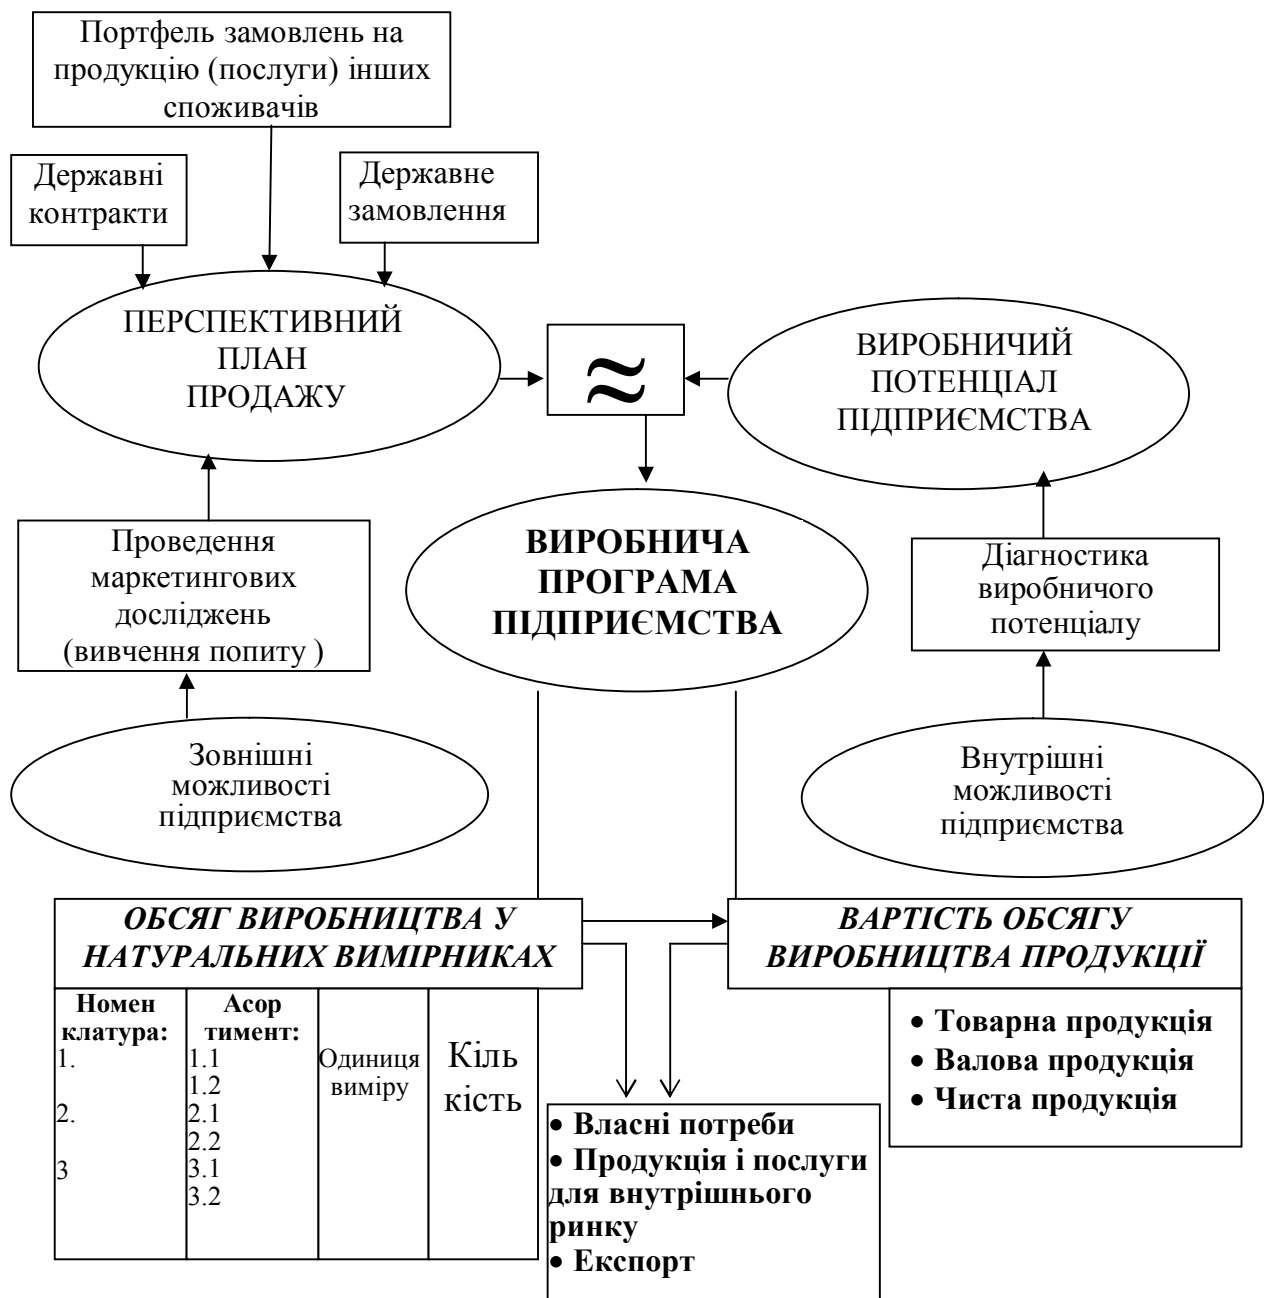 Портфель замовлень на
продукцію (послуги) інших
споживачів
Державні
контракти
Державне
замовлення
ПЕРСПЕКТИВНИЙ
ПЛАН
ПРОДАЖУ
≈
ВИРОБНИЧИЙ
ПОТЕНЦІАЛ
ПІДПРИЄМСТВА
Проведення
маркетингових
досліджень
(вивчення попиту )
ВИРОБНИЧА
ПРОГРАМА
ПІДПРИЄМСТВА
Діагностика
виробничого
потенціалу
Зовнішні
можливості
підприємства
Внутрішні
можливості
підприємства
ОБСЯГ ВИРОБНИЦТВА У
НАТУРАЛЬНИХ ВИМІРНИКАХ
ВАРТІСТЬ ОБСЯГУ
ВИРОБНИЦТВА ПРОДУКЦІЇ
Номен
клатура:
1.
2.
3
Асор
тимент:
1.1
1.2
2.1
2.2
3.1
3.2
Одиниця
виміру
Кіль
кість
• Власні потреби
• Продукція і послуги
для внутрішнього
ринку
• Експорт
• Товарна продукція
• Валова продукція
• Чиста продукція